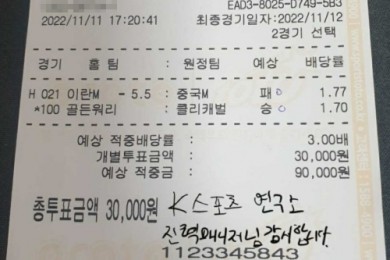 EAD3-8025-D749-5B3
2022/11/11 17:20:41
최종경기일자:2022/11/12
2경기 선택
경기 홈 팀 : 원정팀 예상 배당률
H 021 이란M - 5.5 : 중국M 패 1.77
*100 골든워리 : 클리캐벌 승 1.70
예상 적중배당률 : 3.00배
개별투표금액 : 30,000원
예상 적중금 : 90,000원
총투표금액 30,000원 K스포츠 연구소
진력매니저님 감사합니다.
1123345843